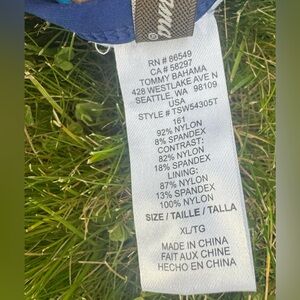 RN # 86549
CA # 58297
TOMMY BAHAMA
428 WESTLAKE AVE N
SEATTLE, WA 98109
USA
STYLE # TSW54305T
161
92% NYLON
8% SPANDEX
CONTRAST:
82% NYLON
18% SPANDEX
LINING:
87% NYLON
13% SPANDEX
100% NYLON
SIZE / TAILLE / TALLA
XL/TG
MADE IN CHINA
FAIT AUX CHINE
HECHO EN CHINA